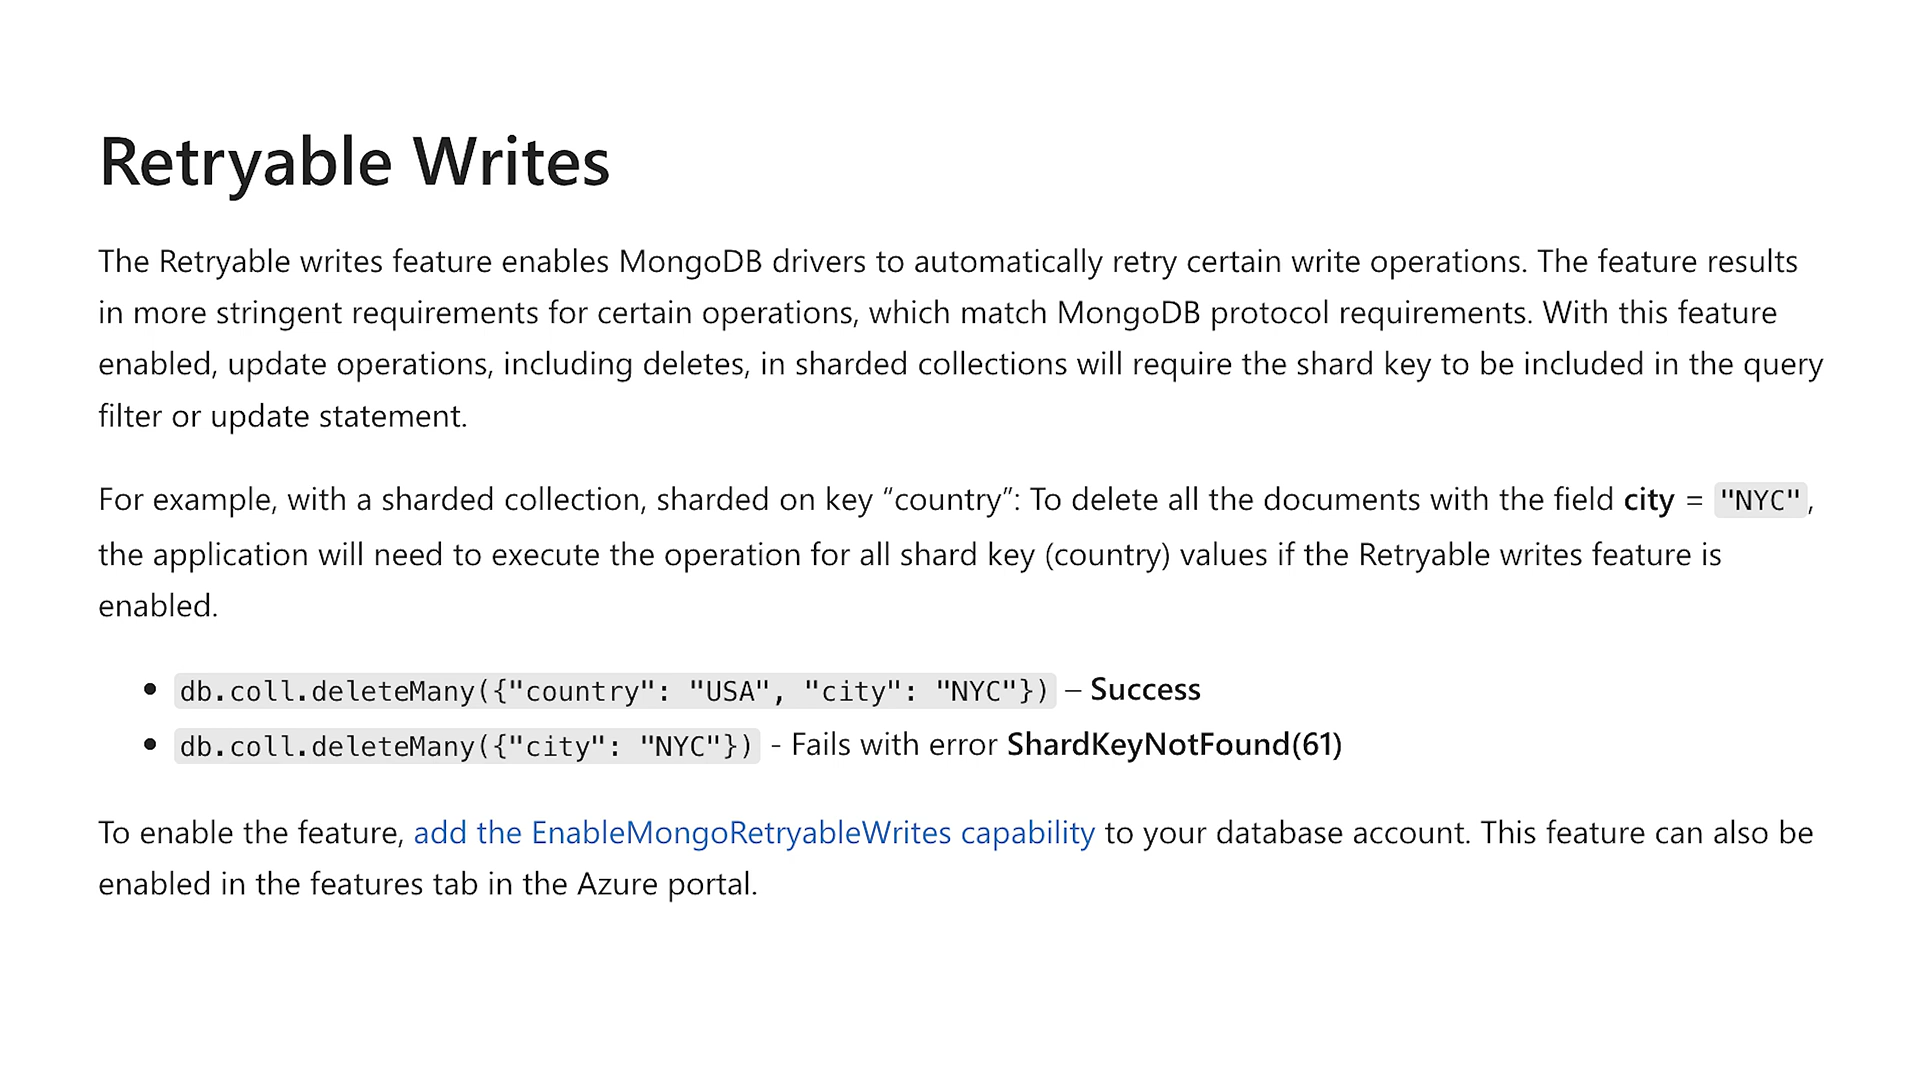 Retryable Writes
The Retryable writes feature enables MongoDB drivers to automatically retry certain write operations. The feature results
in more stringent requirements for certain operations, which match MongoDB protocol requirements. With this feature
enabled, update operations, including deletes, in sharded collections will require the shard key to be included in the query
filter or update statement.
For example, with a sharded collection, sharded on key “country”: To delete all the documents with the field city = "NYC",
the application will need to execute the operation for all shard key (country) values if the Retryable writes feature is
enabled.
• db.coll.deleteMany({"country": "USA", "city": "NYC"}) – Success
• db.coll.deleteMany({"city": "NYC"}) - Fails with error ShardKeyNotFound(61)
To enable the feature, add the EnableMongoRetryableWrites capability to your database account. This feature can also be
enabled in the features tab in the Azure portal.